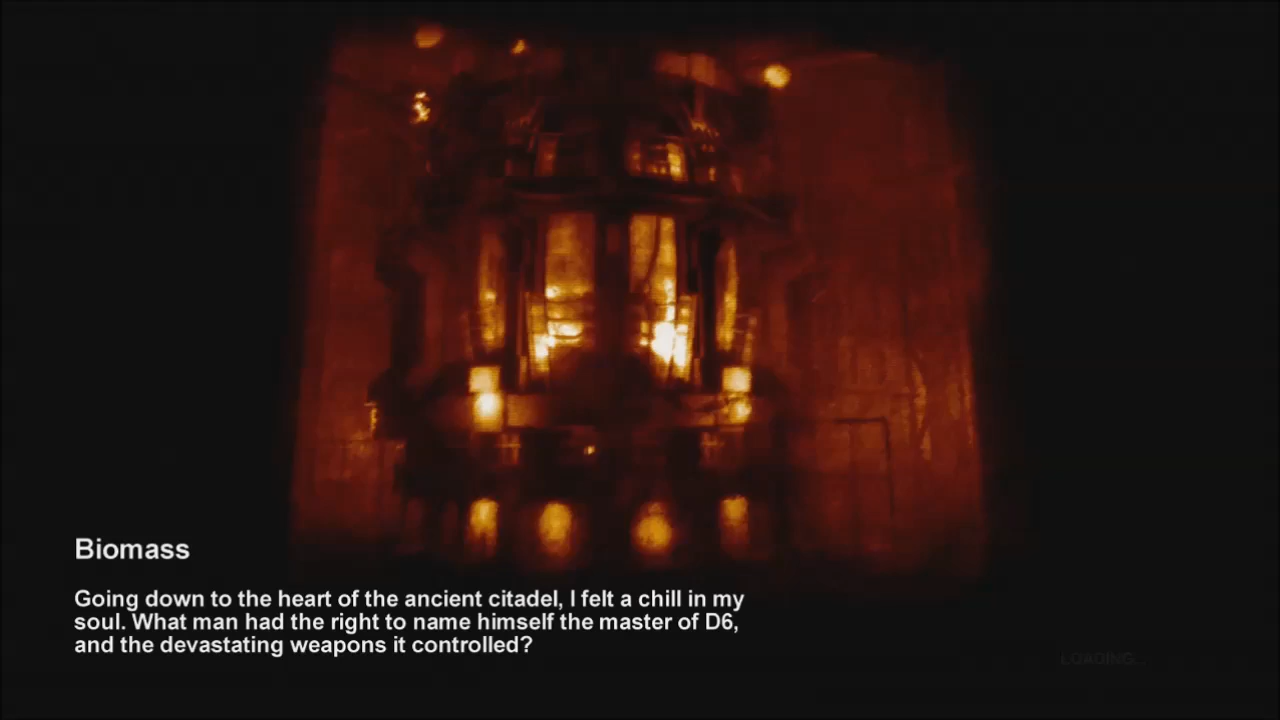 Biomass
Going down to the heart of the ancient citadel, I felt a chill in my
soul. What man had the right to name himself the master of D6,
and the devastating weapons it controlled?
LOADING...